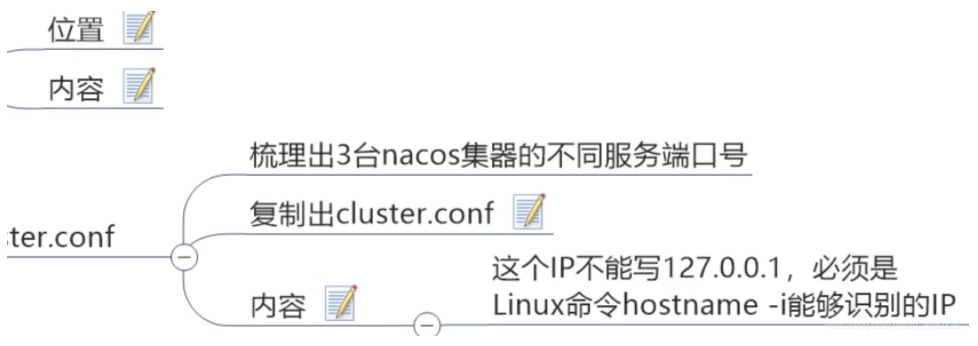 位置
内容
梳理出3台nacos集器的不同服务端口号
复制出cluster.conf
ter.conf
内容
这个IP不能写127.0.0.1，必须是
Linux命令hostname -i能够识别的IP